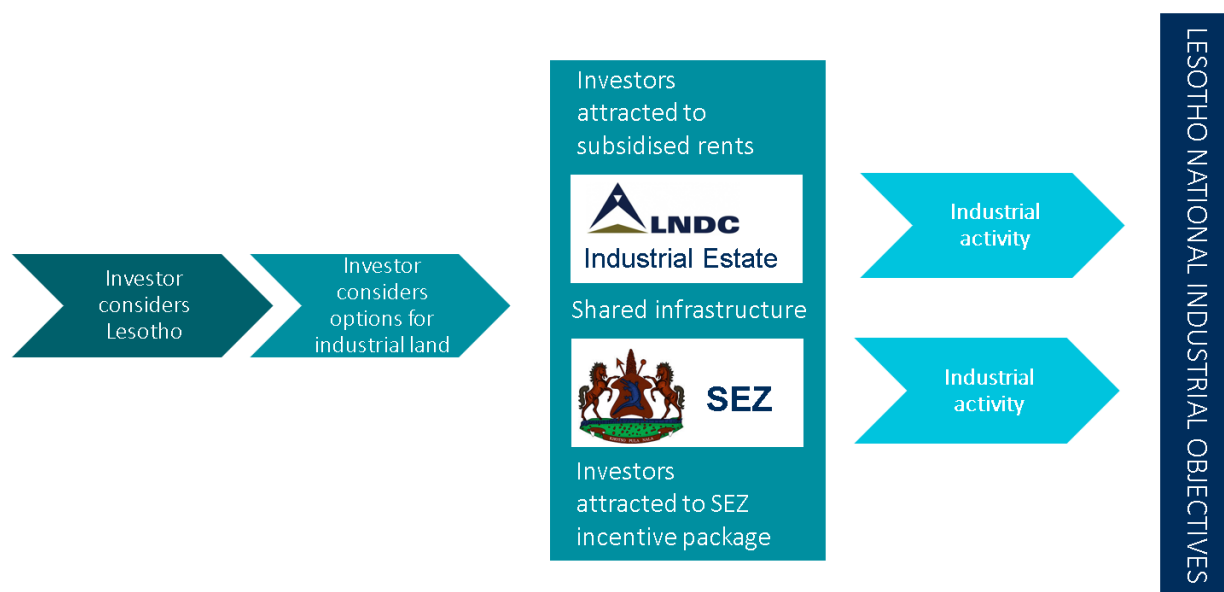 Investor
considers
Lesotho
Investor
considers
options for
industrial land
Investors
attracted to
subsidised rents
LNDC
Industrial Estate
Shared infrastructure
SEZ
Investors
attracted to SEZ
incentive package
Industrial
activity
Industrial
activity
LESOTHO NATIONAL INDUSTRIAL OBJECTIVES